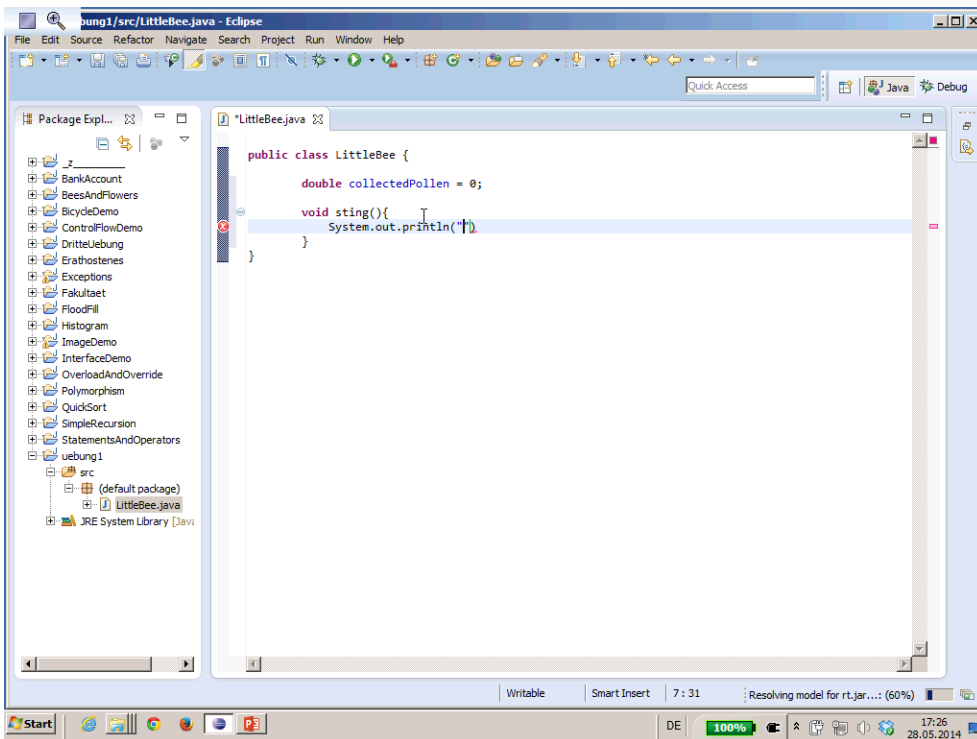 bung1/src/LittleBee.java - Eclipse
File Edit Source Refactor Navigate Search Project Run Window Help
Quick Access
Java
Debug
Package Expl...
*LittleBee.java
_z_________
BankAccount
BeesAndFlowers
BicycleDemo
ControlFlowDemo
DritteUebung
Erathostenes
Exceptions
Fakultaet
FloodFill
Histogram
ImageDemo
InterfaceDemo
OverloadAndOverride
Polymorphism
QuickSort
SimpleRecursion
StatementsAndOperators
uebung1
src
(default package)
LittleBee.java
JRE System Library [Java
public class LittleBee {
double collectedPollen = 0;
void sting(){
System.out.println("")
}
}
Writable
Smart Insert
7 : 31
Resolving model for rt.jar...: (60%)
Start
DE
100%
17:26
28.05.2014